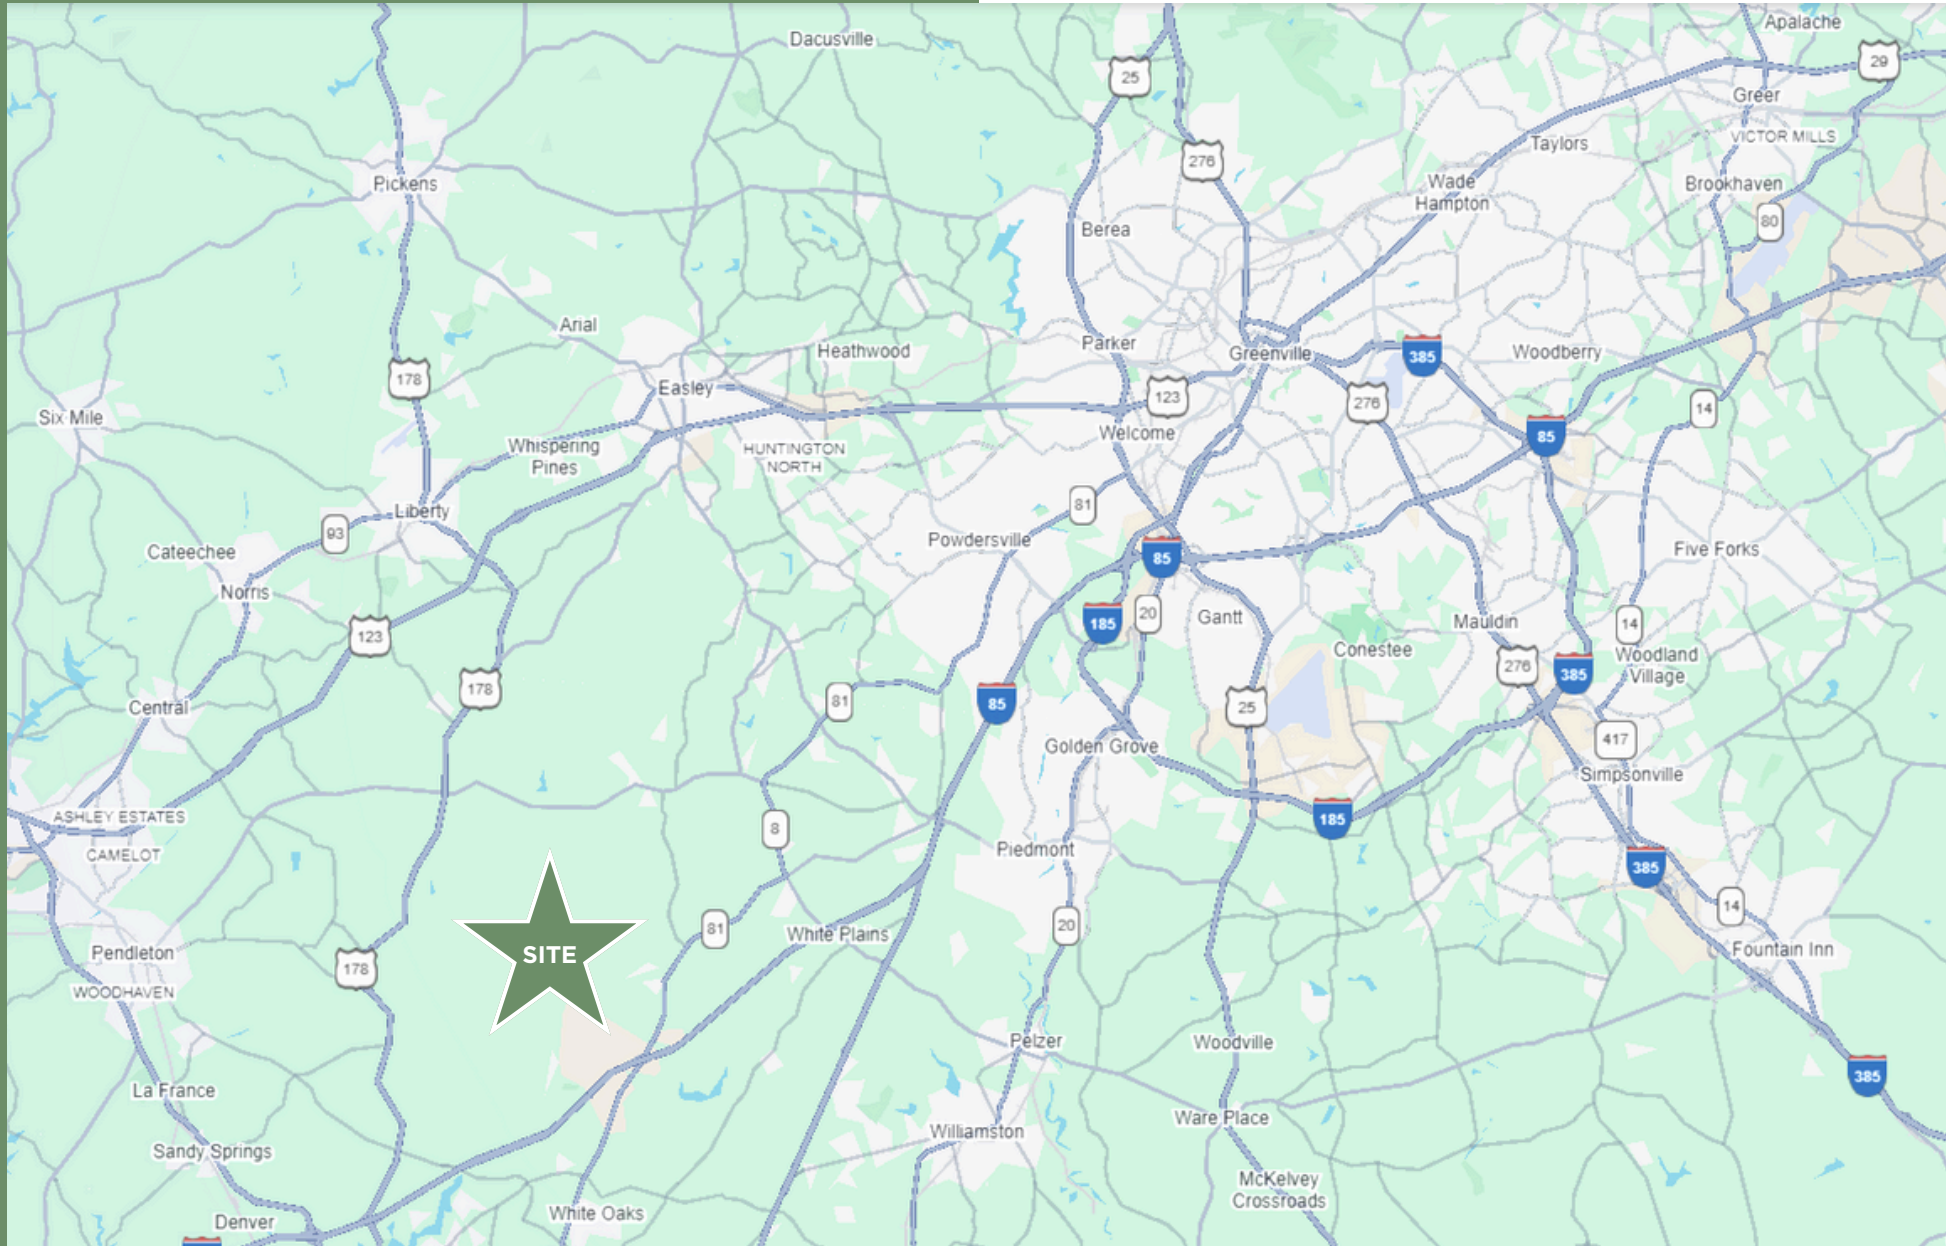 Apalache
Dacusville
29
25
Greer
VICTOR MILLS
Taylors
276
Pickens
Wade
Hampton
Brookhaven
80
Berea
Arial
Parker
Heathwood
Greenville
385
Woodberry
178
Easley
123
276
14
Six Mile
Welcome
85
Whispering
Pines
HUNTINGTON
NORTH
81
Liberty
93
Powdersville
Cateechee
85
Five Forks
Norris
20
Gantt
185
Mauldin
14
123
Conestee
Woodland
Village
276
385
178
81
85
25
Central
417
Golden Grove
Simpsonville
ASHLEY ESTATES
185
8
CAMELOT
Piedmont
385
14
81
20
White Plains
Pendleton
SITE
Fountain Inn
178
WOODHAVEN
Pelzer
Woodville
385
La France
Ware Place
Williamston
Sandy Springs
McKelvey
Crossroads
White Oaks
Denver